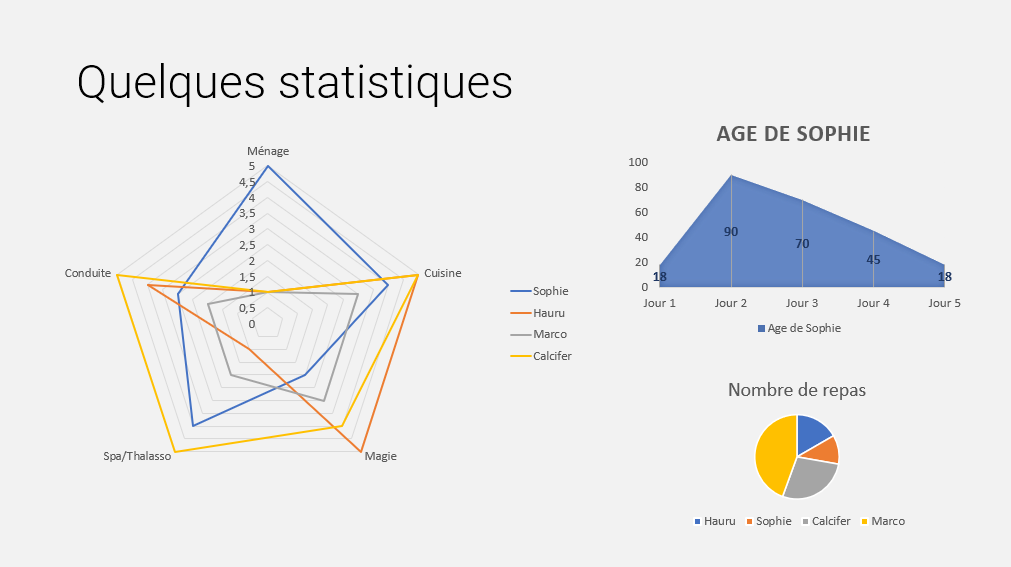 Quelques statistiques
Ménage
5
4,5
4
3,5
3
2,5
2
1,5
1
0,5
0
Cuisine
Magie
Spa/Thalasso
Conduite
Sophie
Hauru
Marco
Calcifer
AGE DE SOPHIE
100
80
60
40
20
0
18
90
70
45
18
Jour 1 Jour 2 Jour 3 Jour 4 Jour 5
Age de Sophie
Nombre de repas
Hauru Sophie Calcifer Marco